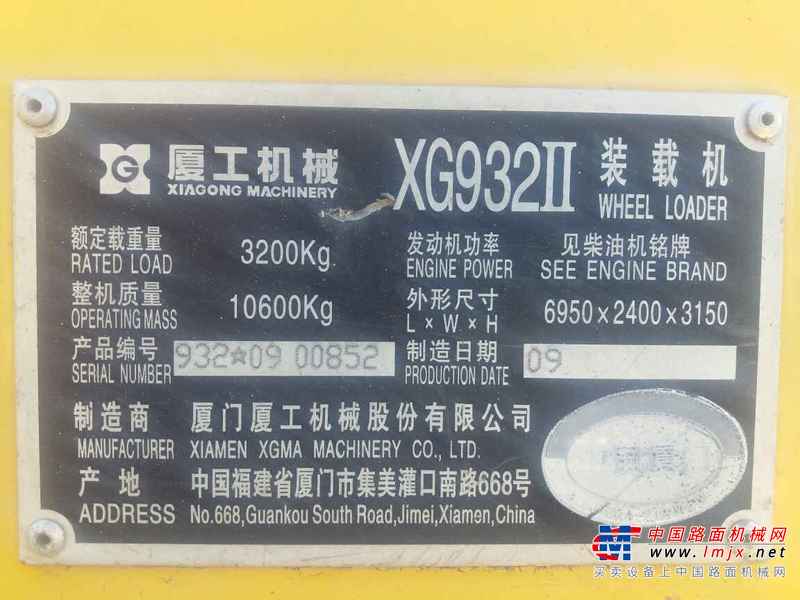 XG 厦工机械 XG932II 装载机
XIAGONG MACHINERY WHEEL LOADER
额定载重量 3200Kg 发动机功率 见柴油机铭牌
RATED LOAD ENGINE POWER SEE ENGINE BRAND
整机质量 10600Kg 外形尺寸 6950×2400×3150
OPERATING MASS L×W×H
产品编号 932☆09 00852 制造日期 09
SERIAL NUMBER PRODUCTION DATE
制造商 厦门厦工机械股份有限公司
MANUFACTURER XIAMEN XGMA MACHINERY CO., LTD.
产地 中国福建省厦门市集美灌口南路668号
ADDRESS No.668,Guankou South Road,Jimei,Xiamen,China
中国路面机械网
www.lmjx.net
买卖设备上中国路面机械网